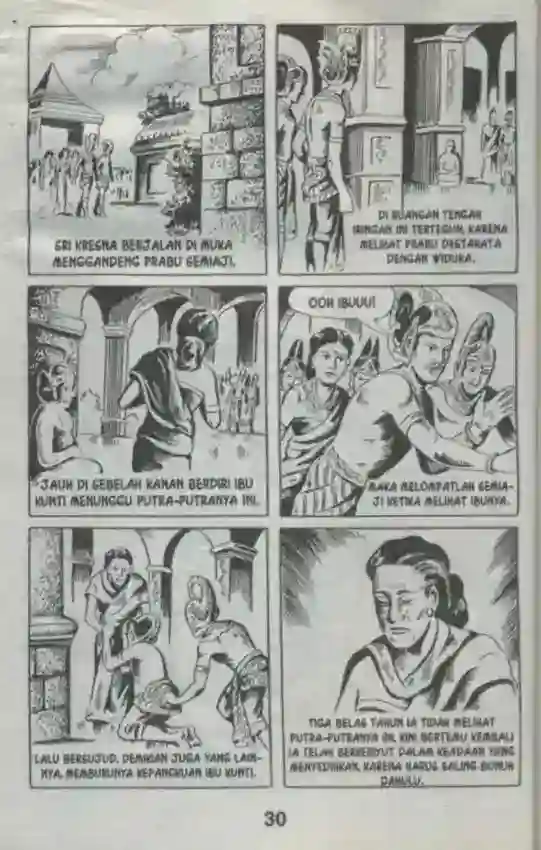 SRI KRESNA BERJALAN DI MUKA
MENGGANDENG PRABU SEMIAJI.
DI RUANGAN TENGAH
IRINGAN INI TERTEGUN, KARENA
MELIHAT PRABU DESTARATA
DENGAN WIDURA.
JAUH DI SEBELAH KANAN BERDIRI IBU
KUNTI MENUNGGU PUTRA-PUTRANYA INI.
OOH IBUUU!
MAKA MELOMPATLAH SEMIA-
JI KETIKA MELIHAT IBUNYA.
LALU BERSUJUD. DEMIKIAN JUGA YANG LAIN-
NYA, MEMBURUNYA KEPANGKUAN IBU KUNTI.
TIGA BELAS TAHUN IA TIDAK MELIHAT
PUTRA-PUTRANYA INI, KINI BERTEMU KEMBALI
IA TELAH BERKERIYUT DALAM KEADAAN YANG
MENYEDIHKAN, KARENA HARUS SALING BUNUH
DAHULU.
30